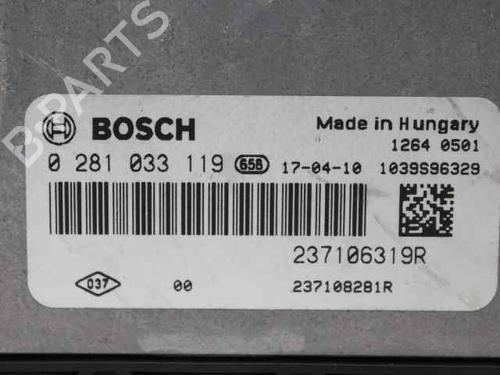 B-PARTS
BOSCH
Made in Hungary
1264 0501
0 281 033 119 656 17-04-10 1039S96329
237106319R
037 00 237108281R